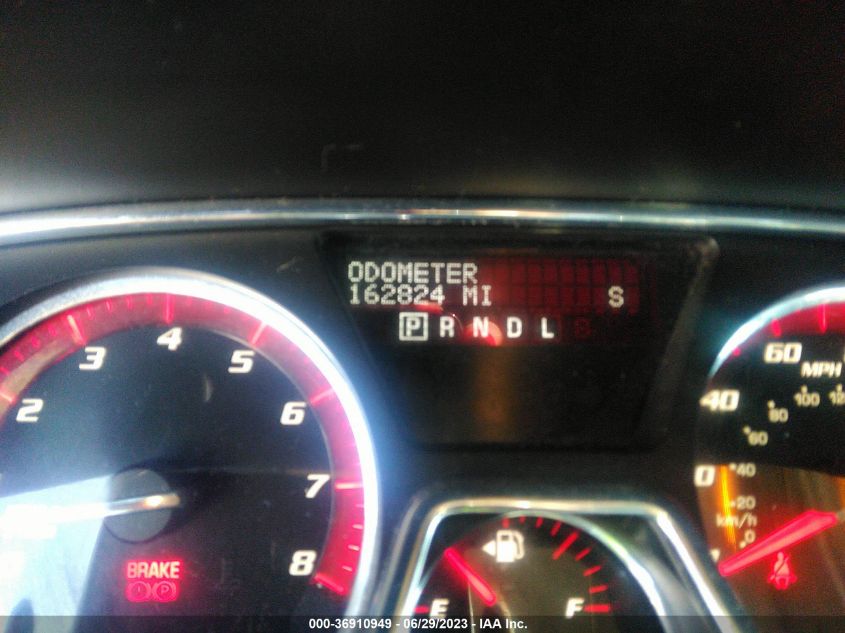 ODOMETER
162824 MI S
P R N D L
2 3 4 5 6 7 8
BRAKE
P
E F
40 60
MPH
60 80 100
40
20
km/h
0
000-36910949 - 06/29/2023 - IAA Inc.